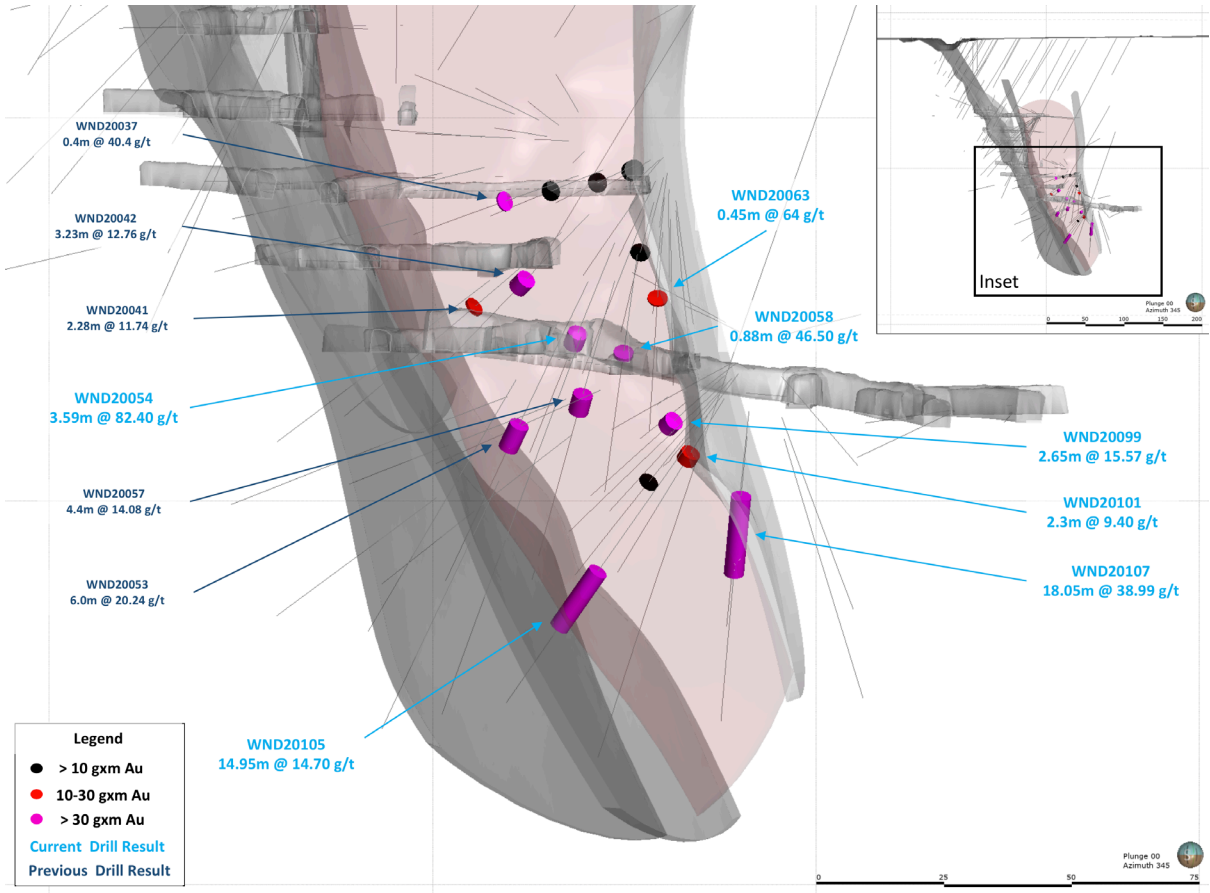 WND20037
0.4m @ 40.4 g/t
WND20042
3.23m @ 12.76 g/t
WND20041
2.28m @ 11.74 g/t
WND20054
3.59m @ 82.40 g/t
WND20057
4.4m @ 14.08 g/t
WND20053
6.0m @ 20.24 g/t
WND20105
14.95m @ 14.70 g/t
WND20063
0.45m @ 64 g/t
WND20058
0.88m @ 46.50 g/t
WND20099
2.65m @ 15.57 g/t
WND20101
2.3m @ 9.40 g/t
WND20107
18.05m @ 38.99 g/t
Inset
Plunge 00
Azimuth 345
0 50 100 150 200
Legend
> 10 gxm Au
10-30 gxm Au
> 30 gxm Au
Current Drill Result
Previous Drill Result
Plunge 00
Azimuth 345
0 25 50 75